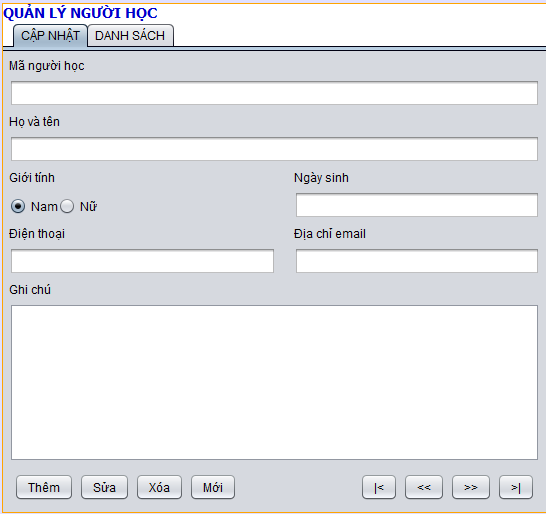 QUẢN LÝ NGƯỜI HỌC
CẬP NHẬT DANH SÁCH
Mã người học
Họ và tên
Giới tính Ngày sinh
Nam Nữ
Điện thoại Địa chỉ email
Ghi chú
Thêm Sửa Xóa Mới |< << >> >|